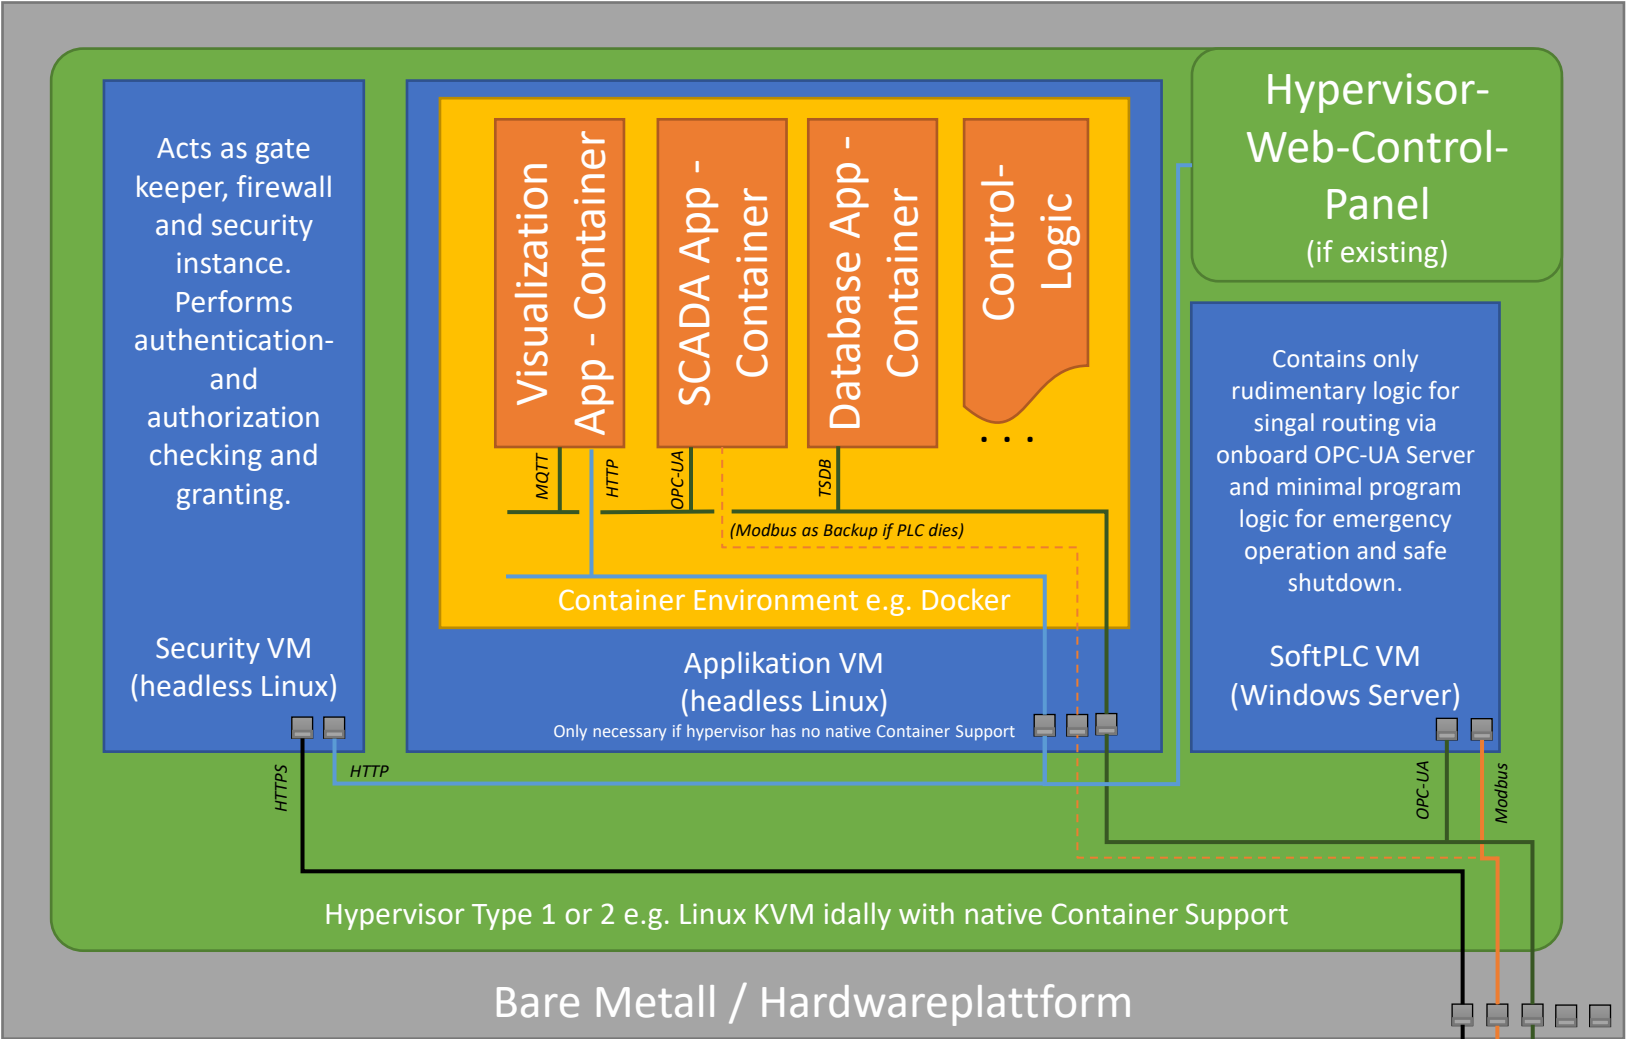 Acts as gate
keeper, firewall
and security
instance.
Performs
authentication-
and
authorization
checking and
granting.
Security VM
(headless Linux)
Visualization
App - Container
SCADA App -
Container
Database App -
Container
Control-
Logic
. . .
MQTT
HTTP
OPC-UA
TSDB
(Modbus as Backup if PLC dies)
Container Environment e.g. Docker
Applikation VM
(headless Linux)
Only necessary if hypervisor has no native Container Support
Hypervisor-
Web-Control-
Panel
(if existing)
Contains only
rudimentary logic for
singal routing via
onboard OPC-UA Server
and minimal program
logic for emergency
operation and safe
shutdown.
SoftPLC VM
(Windows Server)
HTTPS
HTTP
OPC-UA
Modbus
Hypervisor Type 1 or 2 e.g. Linux KVM idally with native Container Support
Bare Metall / Hardwareplattform